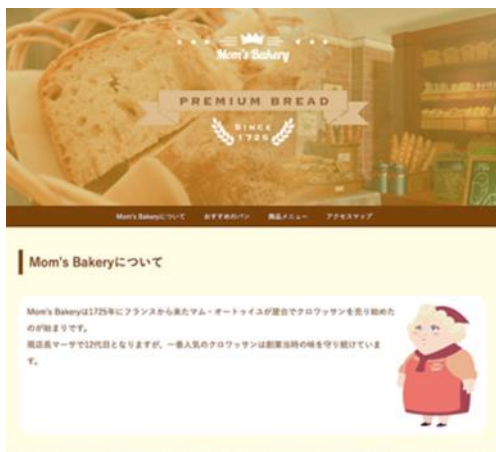 Mom's Bakery
PREMIUM BREAD
SINCE
1725
Mom's Bakeryについて
おすすめのパン
商品メニュー
アクセスマップ
Mom's Bakeryについて
Mom's Bakeryは1725年にフランスから来たマム・オートゥイユが屋台でクロワッサンを売り始めた
のが始まりです。
現店長マーサで12代目となりますが、一番人気のクロワッサンは創業当時の味を守り続けていま
す。